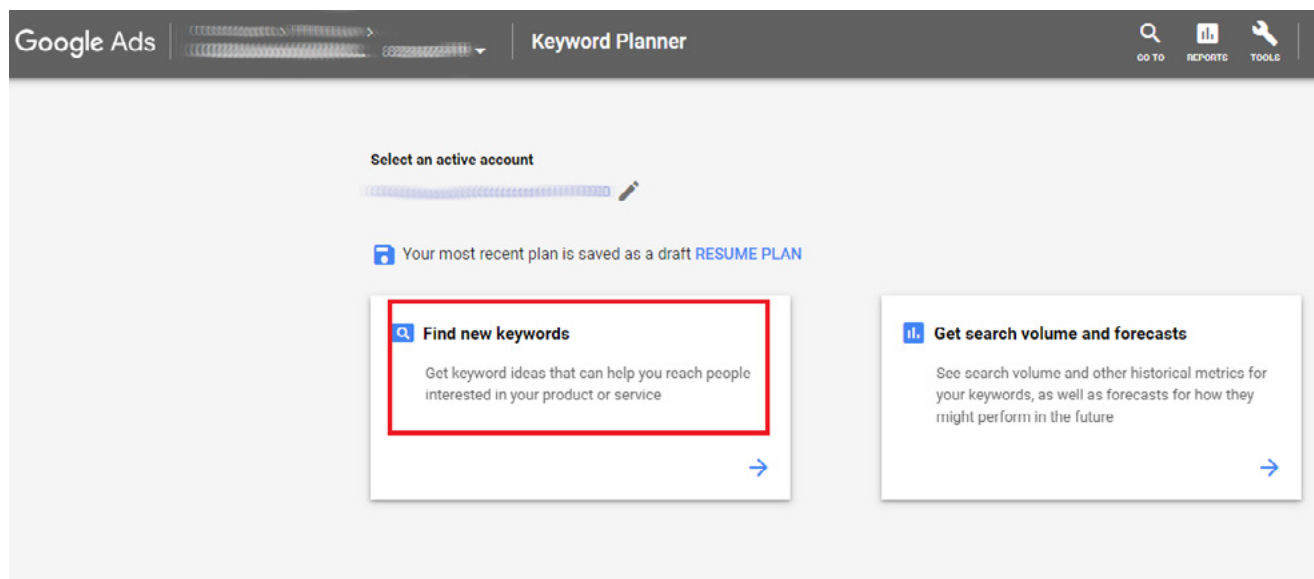 Google Ads
Keyword Planner
GO TO
REPORTS
TOOLS
Select an active account
Your most recent plan is saved as a draft RESUME PLAN
Find new keywords
Get keyword ideas that can help you reach people
interested in your product or service
Get search volume and forecasts
See search volume and other historical metrics for
your keywords, as well as forecasts for how they
might perform in the future